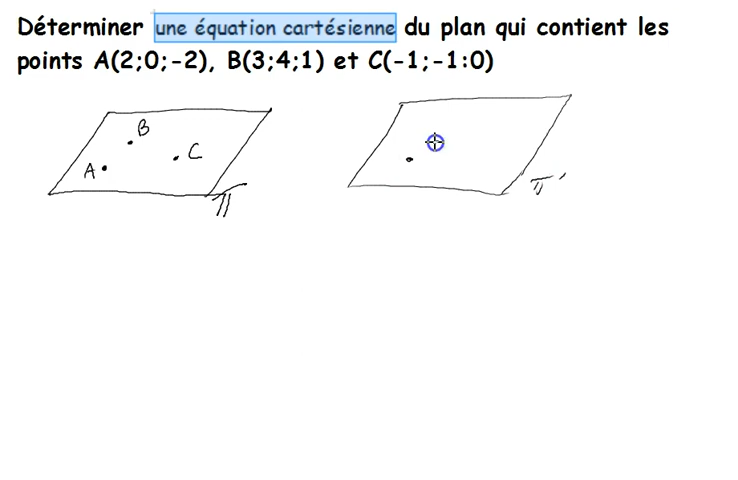 Déterminer une équation cartésienne du plan qui contient les
points A(2;0;-2), B(3;4;1) et C(-1;-1:0)
B
A
C
π
π'